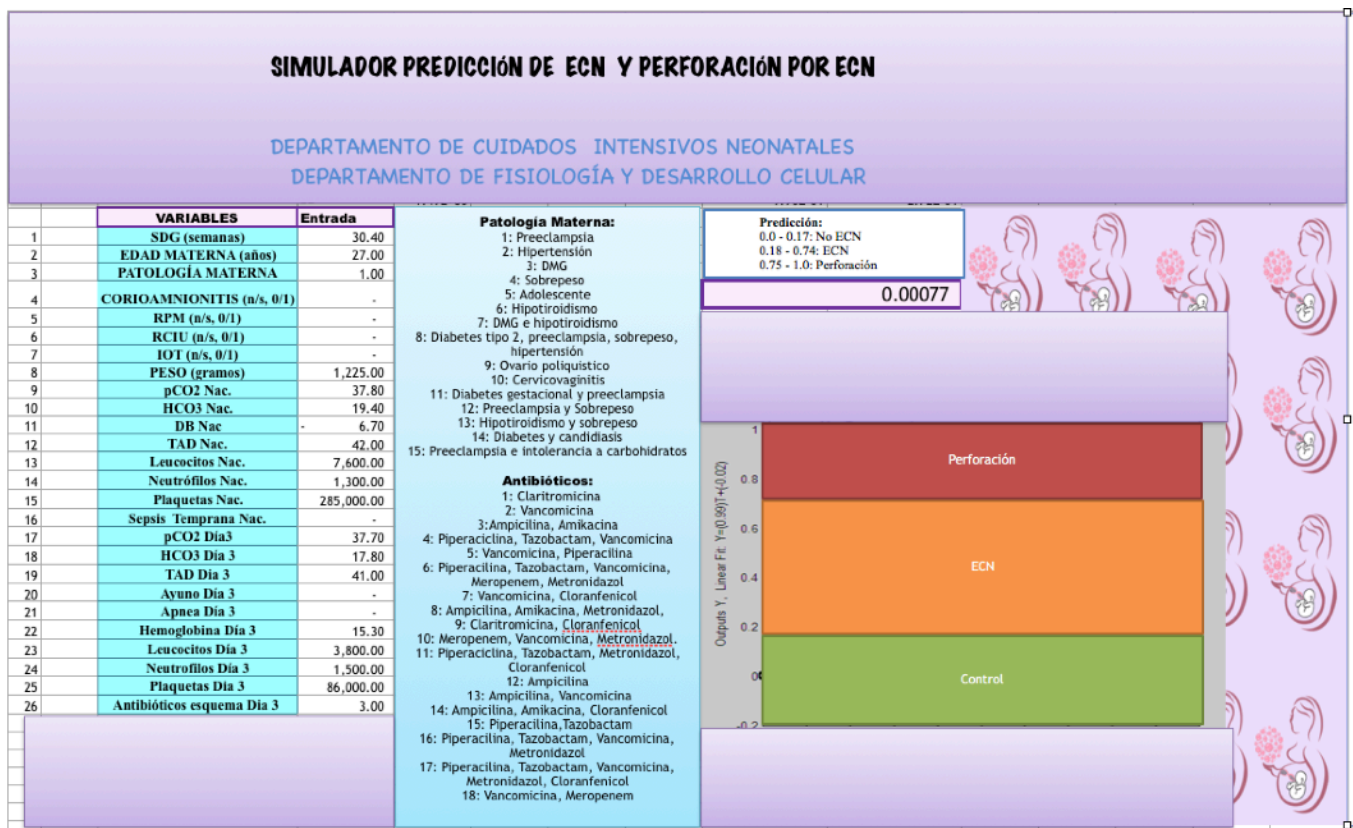 SIMULADOR PREDICCIÓN DE ECN Y PERFORACIÓN POR ECN
DEPARTAMENTO DE CUIDADOS INTENSIVOS NEONATALES
DEPARTAMENTO DE FISIOLOGÍA Y DESARROLLO CELULAR
VARIABLES Entrada
1 SDG (semanas) 30.40
2 EDAD MATERNA (años) 27.00
3 PATOLOGÍA MATERNA 1.00
4 CORIOAMNIONITIS (n/s, 0/1) -
5 RPM (n/s, 0/1) -
6 RCIU (n/s, 0/1) -
7 IOT (n/s, 0/1) -
8 PESO (gramos) 1,225.00
9 pCO2 Nac. 37.80
10 HCO3 Nac. 19.40
11 DB Nac - 6.70
12 TAD Nac. 42.00
13 Leucocitos Nac. 7,600.00
14 Neutrófilos Nac. 1,300.00
15 Plaquetas Nac. 285,000.00
16 Sepsis Temprana Nac. -
17 pCO2 Día3 37.70
18 HCO3 Día 3 17.80
19 TAD Dia 3 41.00
20 Ayuno Día 3 -
21 Apnea Día 3 -
22 Hemoglobina Día 3 15.30
23 Leucocitos Día 3 3,800.00
24 Neutrofilos Día 3 1,500.00
25 Plaquetas Dia 3 86,000.00
26 Antibióticos esquema Dia 3 3.00
Patología Materna:
1: Preeclampsia
2: Hipertensión
3: DMG
4: Sobrepeso
5: Adolescente
6: Hipotiroidismo
7: DMG e hipotiroidismo
8: Diabetes tipo 2, preeclampsia, sobrepeso,
hipertensión
9: Ovario poliquistico
10: Cervicovaginitis
11: Diabetes gestacional y preeclampsia
12: Preeclampsia y Sobrepeso
13: Hipotiroidismo y sobrepeso
14: Diabetes y candidiasis
15: Preeclampsia e intolerancia a carbohidratos
Antibióticos:
1: Claritromicina
2: Vancomicina
3:Ampicilina, Amikacina
4: Piperaciclina, Tazobactam, Vancomicina
5: Vancomicina, Piperacilina
6: Piperacilina, Tazobactam, Vancomicina,
Meropenem, Metronidazol
7: Vancomicina, Cloranfenicol
8: Ampicilina, Amikacina, Metronidazol,
9: Claritromicina, Cloranfenicol
10: Meropenem, Vancomicina, Metronidazol.
11: Piperaciclina, Tazobactam, Metronidazol,
Cloranfenicol
12: Ampicilina
13: Ampicilina, Vancomicina
14: Ampicilina, Amikacina, Cloranfenicol
15: Piperacilina,Tazobactam
16: Piperacilina, Tazobactam, Vancomicina,
Metronidazol
17: Piperacilina, Tazobactam, Vancomicina,
Metronidazol, Cloranfenicol
18: Vancomicina, Meropenem
Predicción:
0.0 - 0.17: No ECN
0.18 - 0.74: ECN
0.75 - 1.0: Perforación
0.00077
Outputs Y, Linear Fit: Y=(0.99)T+(-0.02)
1
0.8
0.6
0.4
0.2
0
-0.2
Perforación
ECN
Control